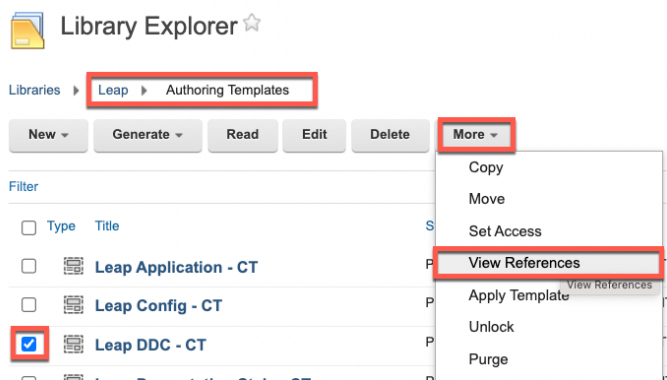 Library Explorer
Libraries Leap Authoring Templates
New Generate Read Edit Delete More
Copy
Filter
Move
Type Title S
Set Access
Leap Application - CT P
View References
View References
Apply Template
Leap Config - CT P
Unlock
Leap DDC - CT P
Purge